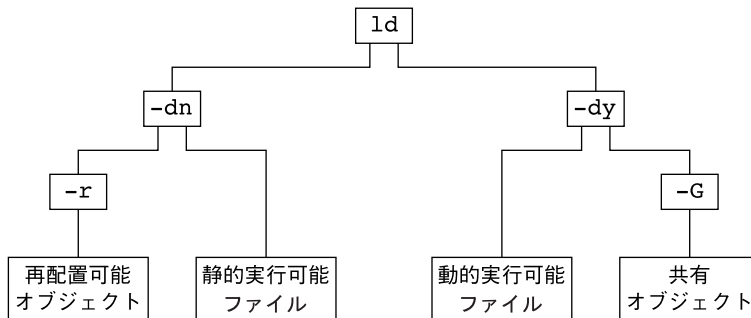 ld
-dn
-dy
-r
-G
再配置可能
オブジェクト
静的実行可能
ファイル
動的実行可能
ファイル
共有
オブジェクト